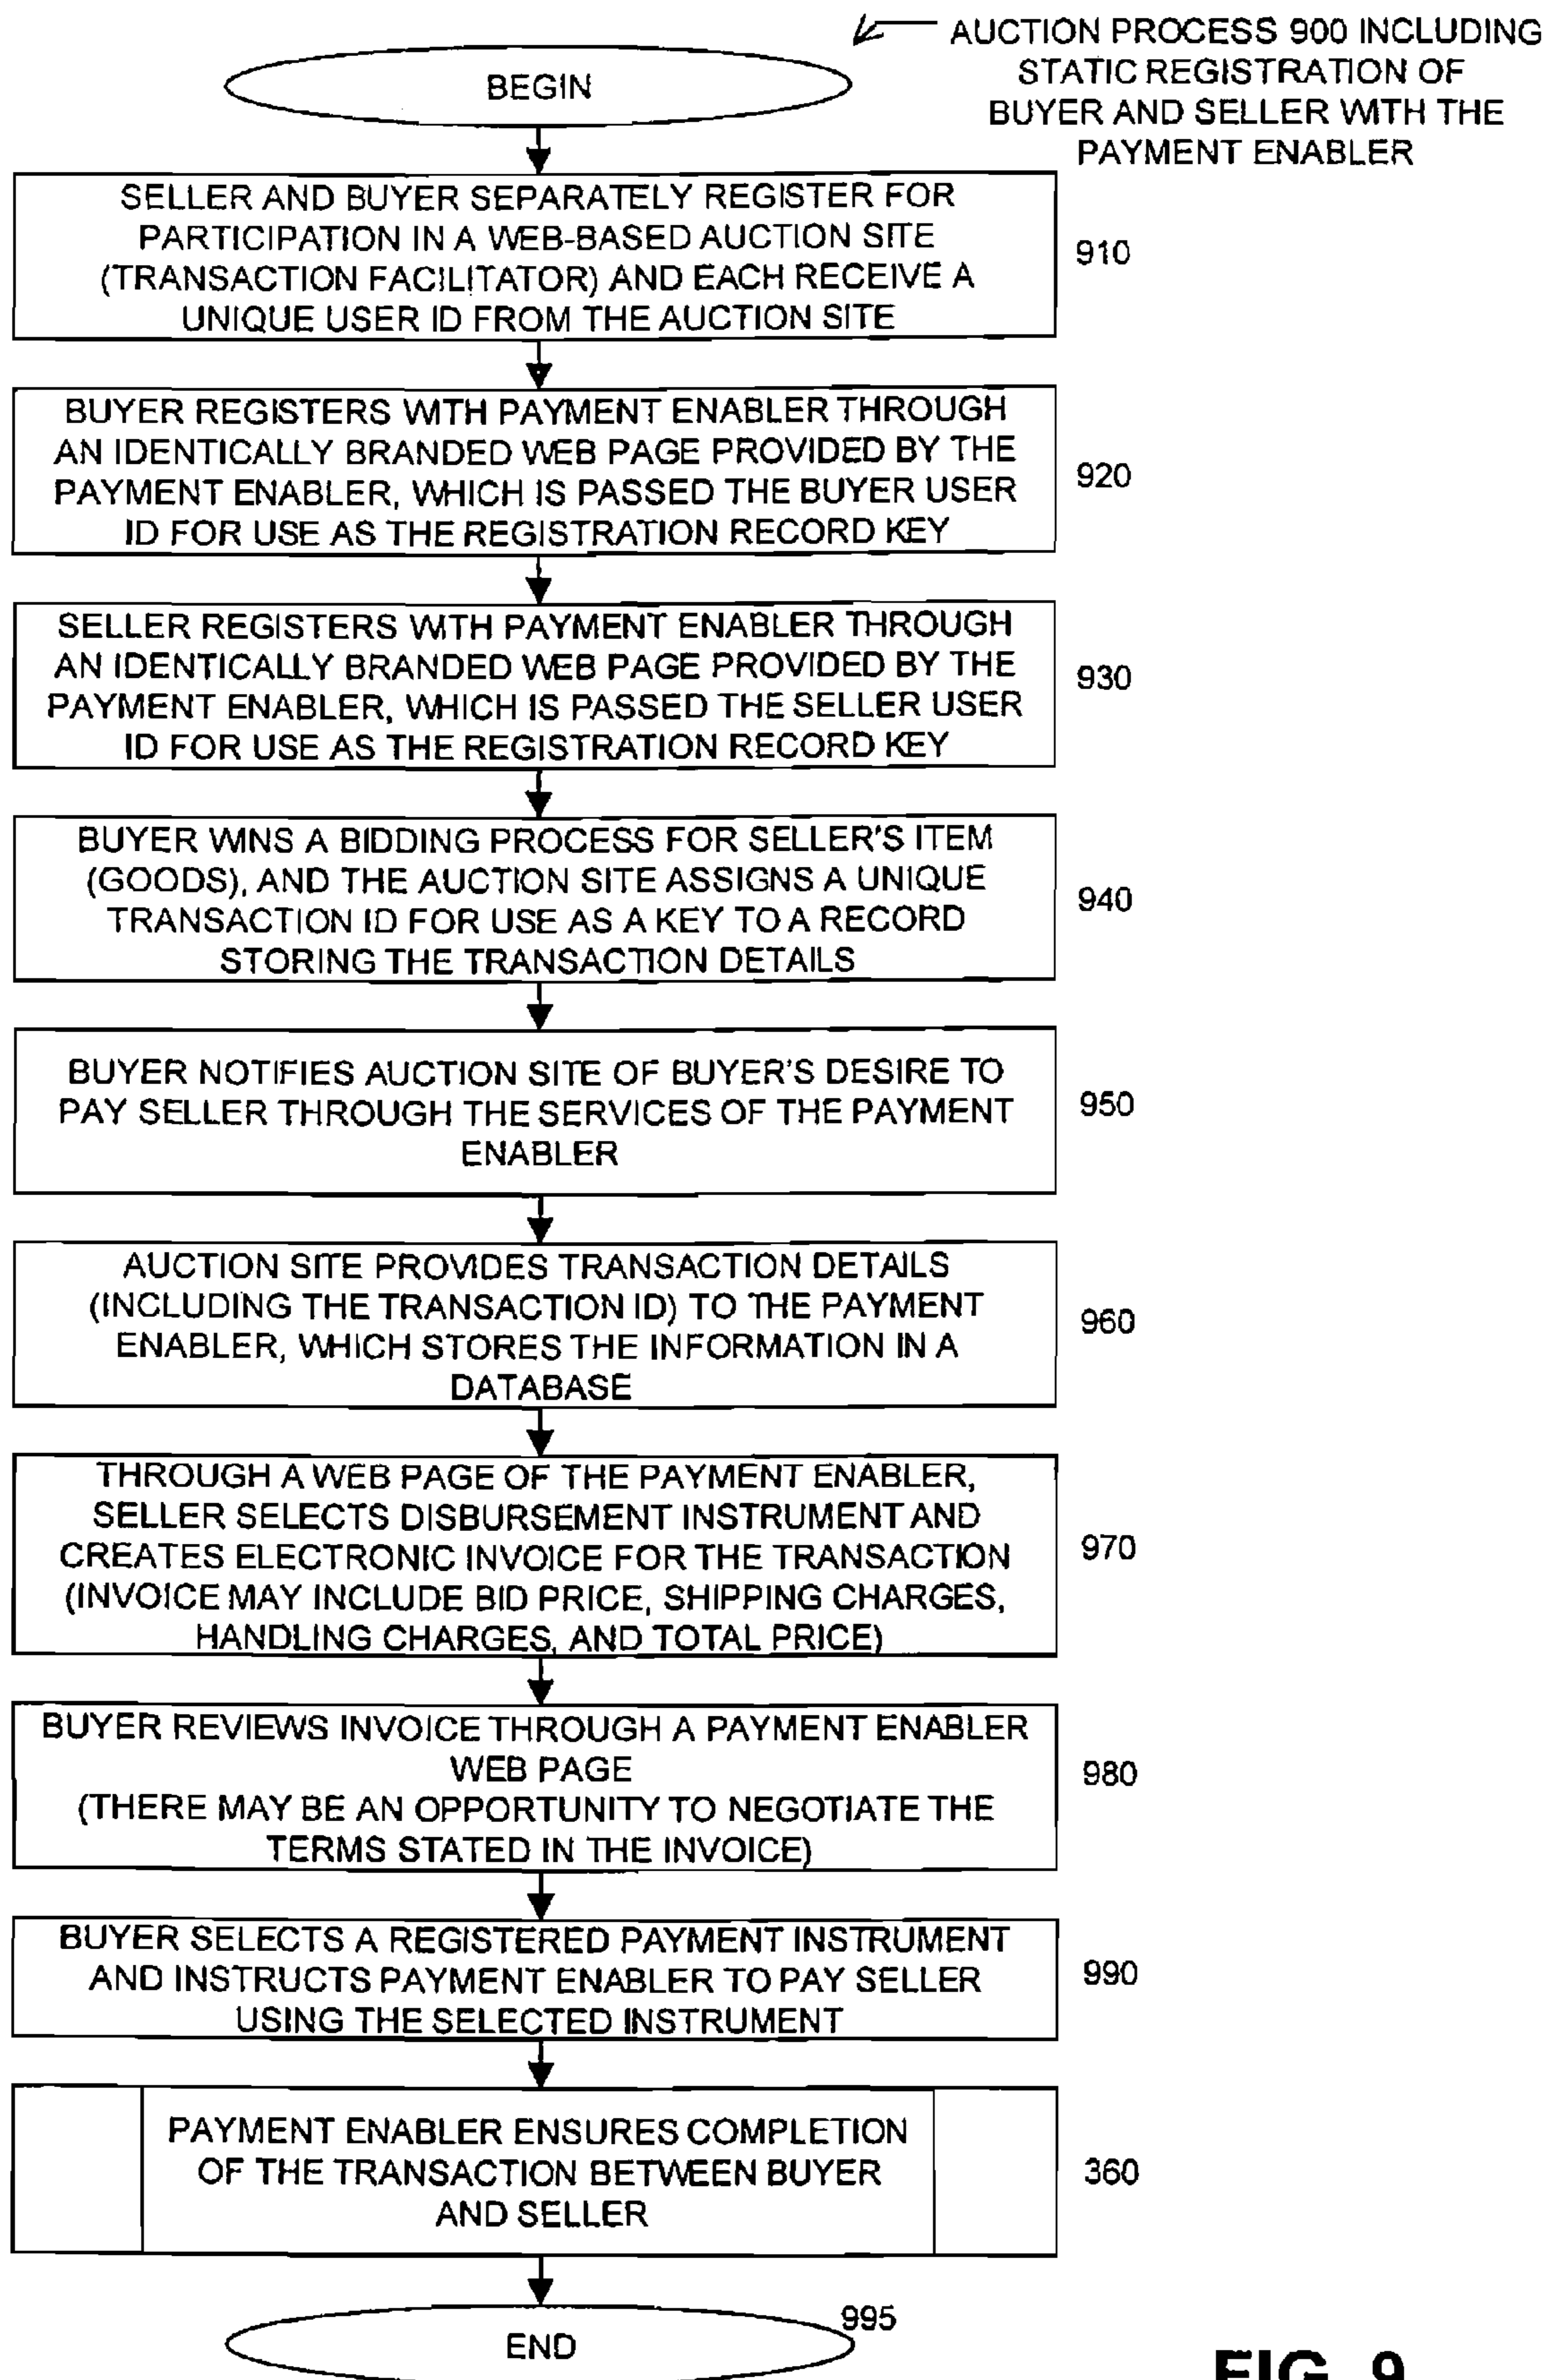 AUCTION PROCESS 900 INCLUDING
STATIC REGISTRATION OF
BUYER AND SELLER WITH THE
PAYMENT ENABLER
BEGIN
SELLER AND BUYER SEPARATELY REGISTER FOR
PARTICIPATION IN A WEB-BASED AUCTION SITE
(TRANSACTION FACILITATOR) AND EACH RECEIVE A
UNIQUE USER ID FROM THE AUCTION SITE
910
BUYER REGISTERS WITH PAYMENT ENABLER THROUGH
AN IDENTICALLY BRANDED WEB PAGE PROVIDED BY THE
PAYMENT ENABLER, WHICH IS PASSED THE BUYER USER
ID FOR USE AS THE REGISTRATION RECORD KEY
920
SELLER REGISTERS WITH PAYMENT ENABLER THROUGH
AN IDENTICALLY BRANDED WEB PAGE PROVIDED BY THE
PAYMENT ENABLER, WHICH IS PASSED THE SELLER USER
ID FOR USE AS THE REGISTRATION RECORD KEY
930
BUYER WINS A BIDDING PROCESS FOR SELLER'S ITEM
(GOODS), AND THE AUCTION SITE ASSIGNS A UNIQUE
TRANSACTION ID FOR USE AS A KEY TO A RECORD
STORING THE TRANSACTION DETAILS
940
BUYER NOTIFIES AUCTION SITE OF BUYER'S DESIRE TO
PAY SELLER THROUGH THE SERVICES OF THE PAYMENT
ENABLER
950
AUCTION SITE PROVIDES TRANSACTION DETAILS
(INCLUDING THE TRANSACTION ID) TO THE PAYMENT
ENABLER, WHICH STORES THE INFORMATION IN A
DATABASE
960
THROUGH A WEB PAGE OF THE PAYMENT ENABLER,
SELLER SELECTS DISBURSEMENT INSTRUMENT AND
CREATES ELECTRONIC INVOICE FOR THE TRANSACTION
(INVOICE MAY INCLUDE BID PRICE, SHIPPING CHARGES,
HANDLING CHARGES, AND TOTAL PRICE)
970
BUYER REVIEWS INVOICE THROUGH A PAYMENT ENABLER
WEB PAGE
(THERE MAY BE AN OPPORTUNITY TO NEGOTIATE THE
TERMS STATED IN THE INVOICE)
980
BUYER SELECTS A REGISTERED PAYMENT INSTRUMENT
AND INSTRUCTS PAYMENT ENABLER TO PAY SELLER
USING THE SELECTED INSTRUMENT
990
PAYMENT ENABLER ENSURES COMPLETION
OF THE TRANSACTION BETWEEN BUYER
AND SELLER
360
995
END
FIG. 9